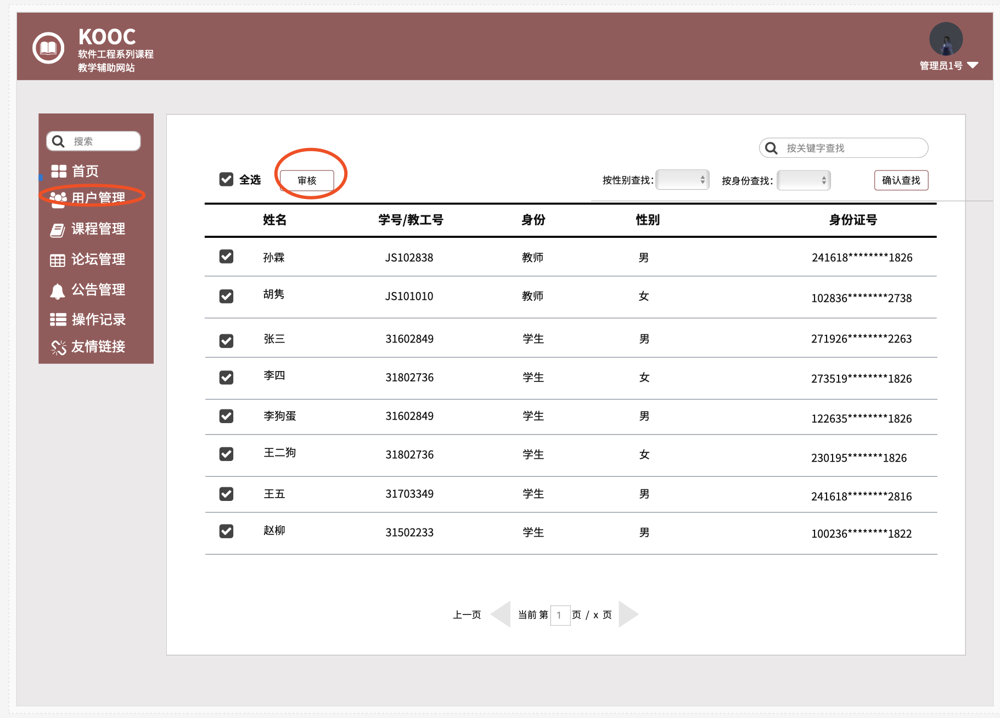 KOOC
软件工程系列课程
教学辅助网站
管理员1号
搜索
首页
用户管理
课程管理
论坛管理
公告管理
操作记录
友情链接
按关键字查找
全选 审核 按性别查找: 按身份查找: 确认查找
姓名 学号/教工号 身份 性别 身份证号
孙霖 JS102838 教师 男 241618********1826
胡隽 JS101010 教师 女 102836********2738
张三 31602849 学生 男 271926********2263
李四 31802736 学生 女 273519********1826
李狗蛋 31602849 学生 男 122635********1826
王二狗 31802736 学生 女 230195*******1826
王五 31703349 学生 男 241618********2816
赵柳 31502233 学生 男 100236********1822
上一页 当前 第 1 页 / x 页